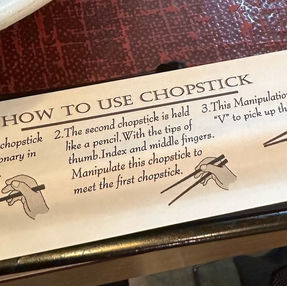 HOW TO USE CHOPSTICK
chopstick
onary in
2.The second chopstick is held
like a pencil.With the tips of
thumb.Index and middle fingers.
Manipulate this chopstick to
meet the first chopstick.
3.This Manipulation
"V" to pick up th